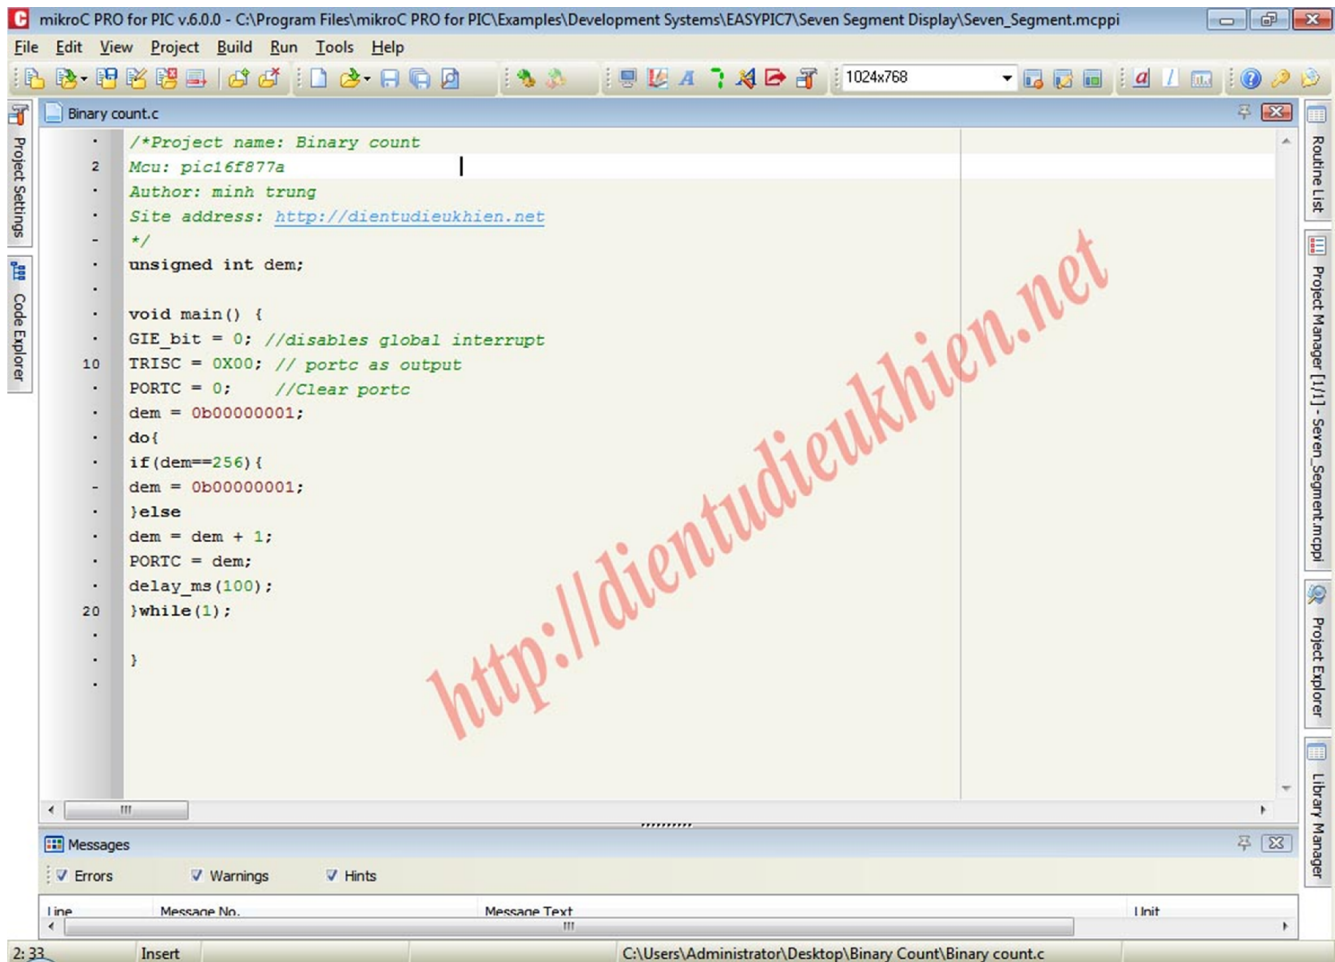 mikroC PRO for PIC v.6.0.0 - C:\Program Files\mikroC PRO for PIC\Examples\Development Systems\EASYPIC7\Seven Segment Display\Seven_Segment.mcppi
File Edit View Project Build Run Tools Help
1024x768
Binary count.c
/*Project name: Binary count
2 Mcu: pic16f877a
Author: minh trung
Site address: http://dientudieukhien.net
*/
unsigned int dem;
void main() {
GIE_bit = 0; //disables global interrupt
10 TRISC = 0X00; // portc as output
PORTC = 0; //Clear portc
dem = 0b00000001;
do{
if(dem==256){
dem = 0b00000001;
}else
dem = dem + 1;
PORTC = dem;
delay_ms(100);
20 }while(1);
}
http://dientudieukhien.net
Project Settings
Code Explorer
Routine List
Project Manager [1/1] - Seven_Segment.mcppi
Project Explorer
Library Manager
Messages
Errors Warnings Hints
Line Message No. Message Text Unit
2: 33 Insert C:\Users\Administrator\Desktop\Binary Count\Binary count.c